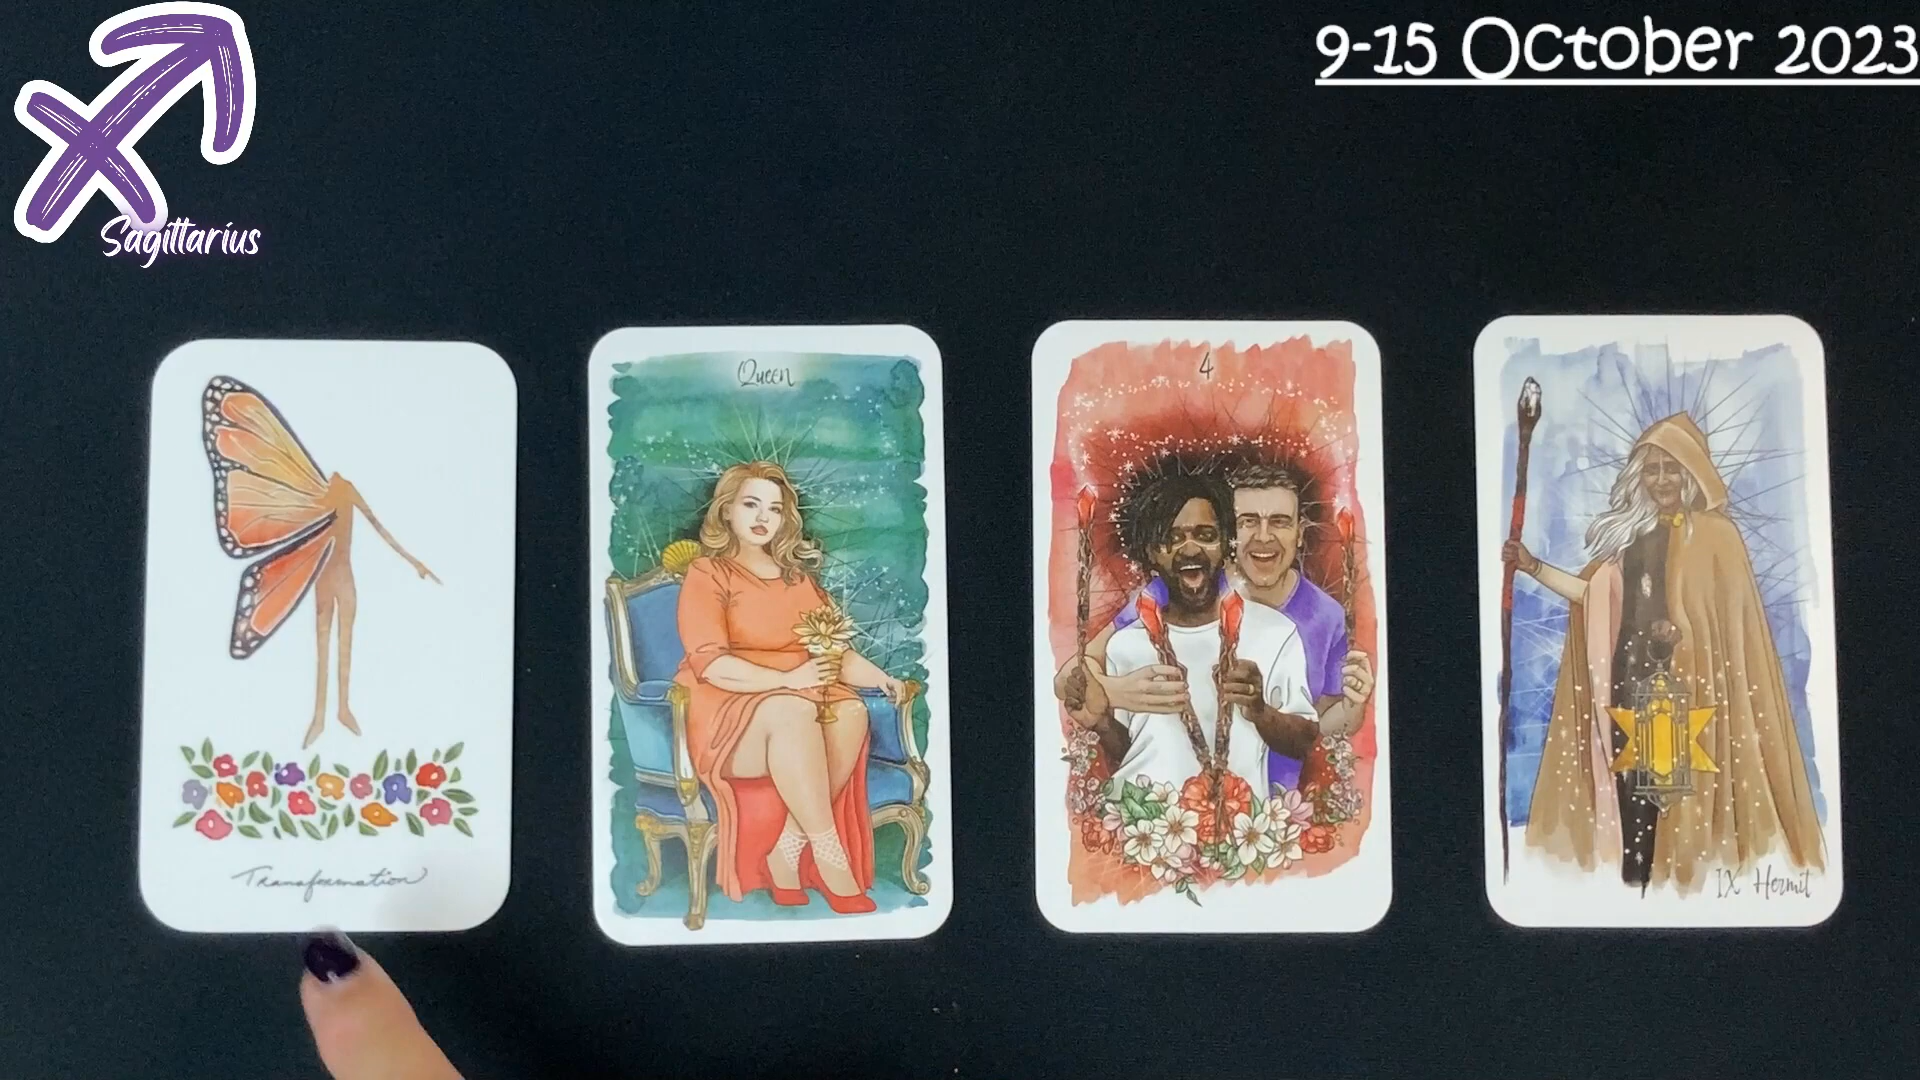 9-15 October 2023
Sagittarius
Queen
4
IX Hermit
Transformation